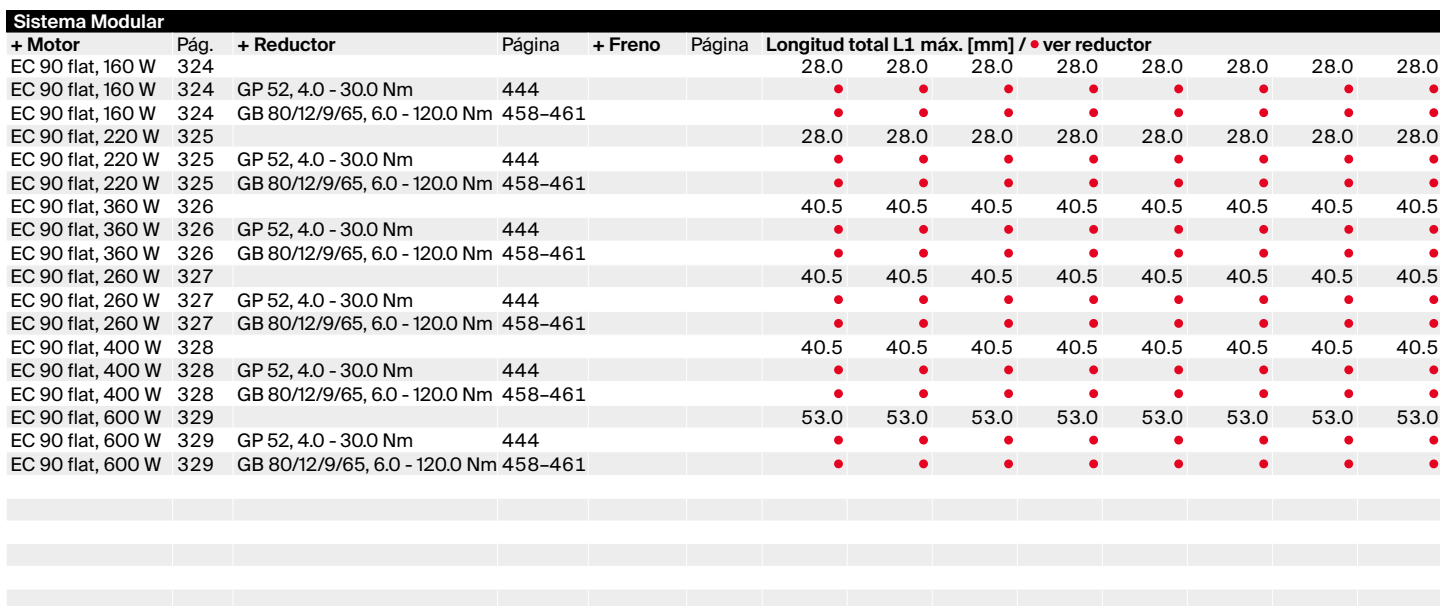 Sistema Modular
+ Motor Pág. + Reductor Página + Freno Página Longitud total L1 máx. [mm] / • ver reductor
EC 90 flat, 160 W 324 28.0 28.0 28.0 28.0 28.0 28.0 28.0 28.0
EC 90 flat, 160 W 324 GP 52, 4.0 - 30.0 Nm 444 • • • • • • • •
EC 90 flat, 160 W 324 GB 80/12/9/65, 6.0 - 120.0 Nm 458–461 • • • • • • • •
EC 90 flat, 220 W 325 28.0 28.0 28.0 28.0 28.0 28.0 28.0 28.0
EC 90 flat, 220 W 325 GP 52, 4.0 - 30.0 Nm 444 • • • • • • • •
EC 90 flat, 220 W 325 GB 80/12/9/65, 6.0 - 120.0 Nm 458–461 • • • • • • • •
EC 90 flat, 360 W 326 40.5 40.5 40.5 40.5 40.5 40.5 40.5 40.5
EC 90 flat, 360 W 326 GP 52, 4.0 - 30.0 Nm 444 • • • • • • • •
EC 90 flat, 360 W 326 GB 80/12/9/65, 6.0 - 120.0 Nm 458–461 • • • • • • • •
EC 90 flat, 260 W 327 40.5 40.5 40.5 40.5 40.5 40.5 40.5 40.5
EC 90 flat, 260 W 327 GP 52, 4.0 - 30.0 Nm 444 • • • • • • • •
EC 90 flat, 260 W 327 GB 80/12/9/65, 6.0 - 120.0 Nm 458–461 • • • • • • • •
EC 90 flat, 400 W 328 40.5 40.5 40.5 40.5 40.5 40.5 40.5 40.5
EC 90 flat, 400 W 328 GP 52, 4.0 - 30.0 Nm 444 • • • • • • • •
EC 90 flat, 400 W 328 GB 80/12/9/65, 6.0 - 120.0 Nm 458–461 • • • • • • • •
EC 90 flat, 600 W 329 53.0 53.0 53.0 53.0 53.0 53.0 53.0 53.0
EC 90 flat, 600 W 329 GP 52, 4.0 - 30.0 Nm 444 • • • • • • • •
EC 90 flat, 600 W 329 GB 80/12/9/65, 6.0 - 120.0 Nm 458–461 • • • • • • • •